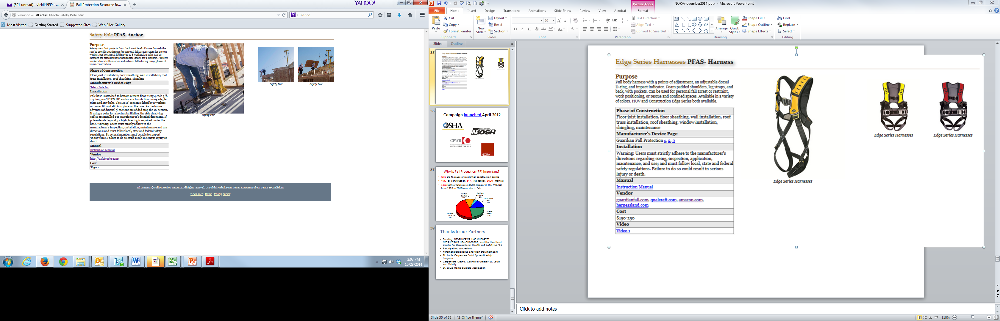 (301 unread) - vickik1959 - ...
Fall Protection Resource fo...
YAHOO!
www.ot.wustl.edu/FPtech/Safety Pole.htm
Yahoo
Most Visited
Getting Started
Suggested Sites
Web Slice Gallery
Safety Pole PFAS- Anchor
Purpose
Pole system that projects from the lowest level of home through the
roof to provide attachment for personal fall arrest system for up to 2
workers per horizontal lifeline (up to 6 workers); 2 poles can be
installed for attachment for horizontal lifeline for 2 workers. Protects
workers from both interior and exterior falls during many phases of
home construction.
Phase of Construction
Floor joist installation, floor sheathing, wall installation, roof
truss installation, roof sheathing, shingling
Manufacturer's Device Page
Safety Pole Inc
Installation
Pole base is attached to bottom cement floor using 4 each 3/8
x 4 Simpson TITEN HD anchors or to sub-floor using adapter
plate and 4x j-bolts. The 1st 10' section is lifted by 2 workers
or power lift and slid into place on the base. As the house
advances additional 5' sections are added atop the 10' section.
If using 2 poles for a horizontal lifeline, the side steadying
cables are installed per manufacturer's detailed directions. If
pole extends beyond 32' high, bracing is required under the
base. Warning: Users must strictly adhere to the
manufacturer's inspection, installation, maintenance and use
directions; and must follow local, state and federal safety
regulations. Structural member must be able to support
5000# force. Failure to do so could result in serious injury or
death.
Manual
Instruction Manual
Vendor
http://safetypole.com/
Cost
$6500
Safety Pole
Safety Pole
Safety Pole
All contents © Fall Protection Resource. All rights reserved. Use of this website constitutes acceptance of our Terms & Conditions
Disclaimer | Home | PFAS | Survey
3:07 PM
10/28/2014
NORAnovember2014.pptx - Microsoft PowerPoint
Picture Tools
File
Home
Insert
Design
Transitions
Animations
Slide Show
Review
View
Acrobat
Format
Paste
Cut
Copy
Format Painter
Clipboard
New
Slide
Layout
Reset
Section
Slides
20
Font
Text Direction
Align Text
Convert to SmartArt
Paragraph
Arrange
Quick
Styles
Shape Fill
Shape Outline
Shape Effects
Drawing
Find
Replace
Select
Editing
Slides
Outline
35
Edge Series Harnesses PFAS- Harness
36
Campaign launched April 2012
OSHA
NIOSH
CPWR
NORA
37
Why Is Fall Protection (FP) Important?
Falls are #1 cause of residential construction deaths
49% - all construction, 64% - residential, 100% - framers
42% (159) of fatalities in OSHA Region VII (KS, MO, NE)
from 1995 to 2010 were due to falls
38
Thanks to our Partners
Funding: NIOSH/CPWR U60 OH009762,
NIOSH/CPWR U54 OH008307, and the Heartland
Center for Occupational Health and Safety 65744
Participating contractors
Foremen participants and their crewmembers
St. Louis Carpenters Joint Apprenticeship
Program
Carpenters' District Council of Greater St. Louis
and Vicinity
St. Louis Home Builders Association
Edge Series Harnesses PFAS- Harness
Purpose
Full body harness with 5 points of adjustment, an adjustable dorsal
D-ring, and impact indicator. Foam padded shoulders, leg straps, and
back, with pockets. Can be used for personal fall arrest or restraint,
work positioning, or rescue and confined spaces. Available in a variety
of colors. HUV and Construction Edge Series both available.
Phase of Construction
Floor joist installation, floor sheathing, wall installation, roof
truss installation, roof sheathing, window installation,
shingling, maintenance
Manufacturer's Device Page
Guardian Fall Protection 1, 2, 3
Installation
Warning: Users must strictly adhere to the manufacturer's
directions regarding sizing, inspection, application,
maintenance, and use; and must follow local, state and federal
safety regulations. Failure to do so could result in serious
injury or death.
Manual
Instruction Manual
Vendor
guardianfall.com, qualcraft.com, amazon.com,
harnessland.com
Cost
$150-250
Video
Video 1
Edge Series Harnesses
Edge Series Harnesses
Edge Series Harnesses
Click to add notes
Slide 35 of 38
"2_Office Theme"
118%